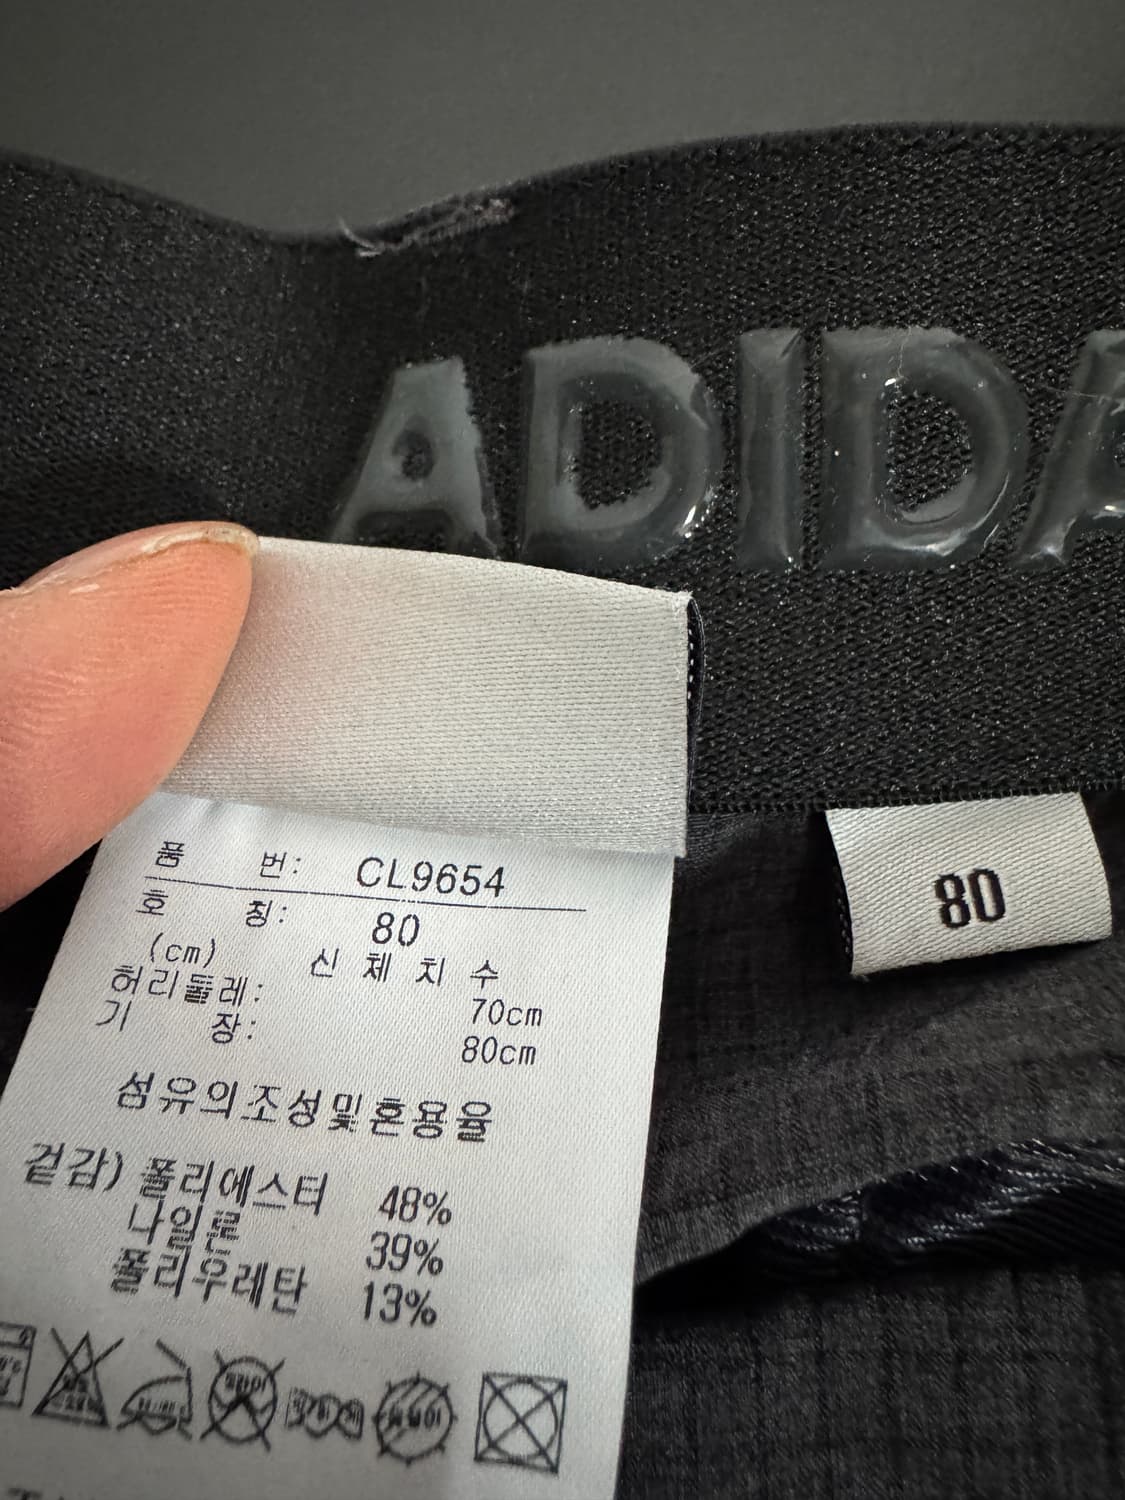 ADIDA
품 번: CL9654
호 칭: 80
(cm) 신 체 치 수
허리둘레: 70cm
기 장: 80cm
섬유의조성및혼용율
겉감) 폴리에스터 48%
나일론 39%
폴리우레탄 13%
80